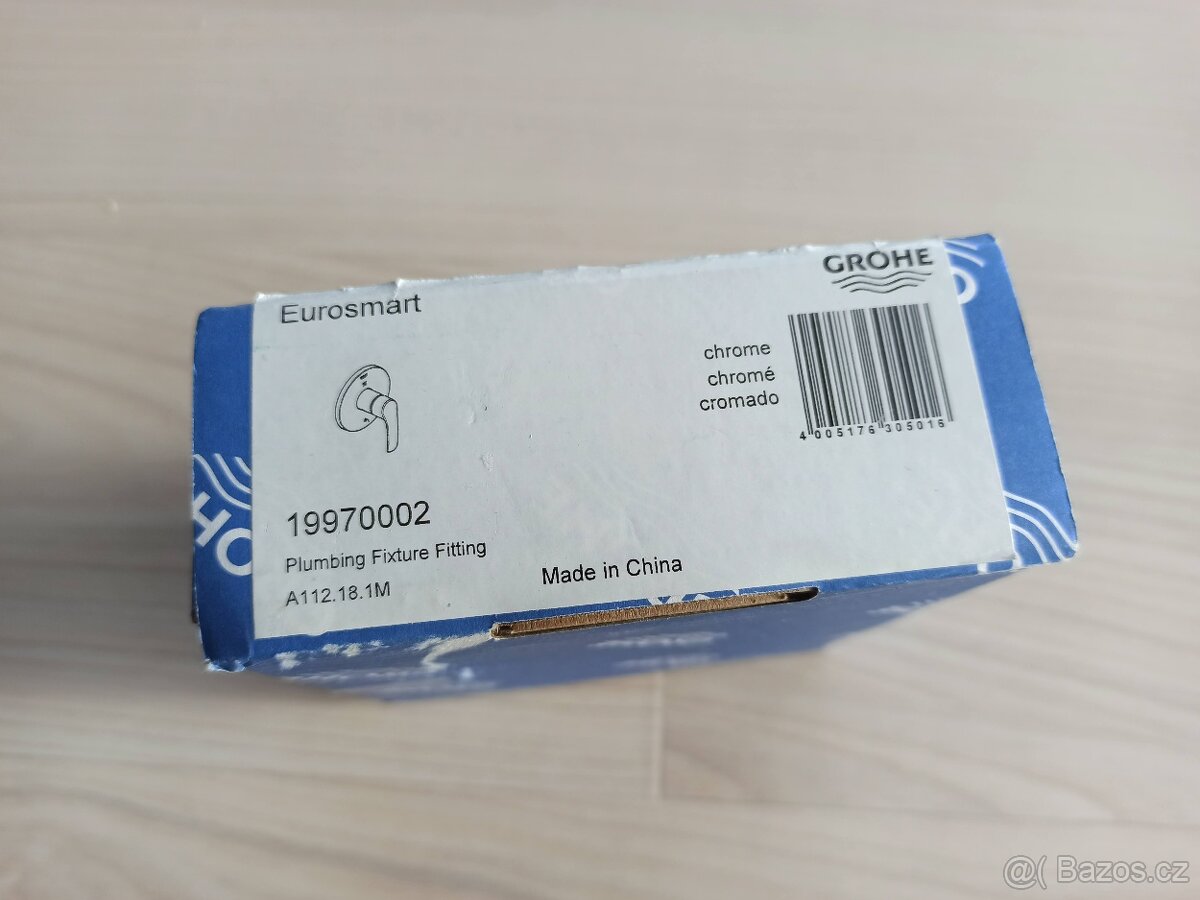 GROHE
Eurosmart
chrome
chromé
cromado
4 005176 305016
19970002
Plumbing Fixture Fitting
A112.18.1M
Made in China
@( Bazos.cz